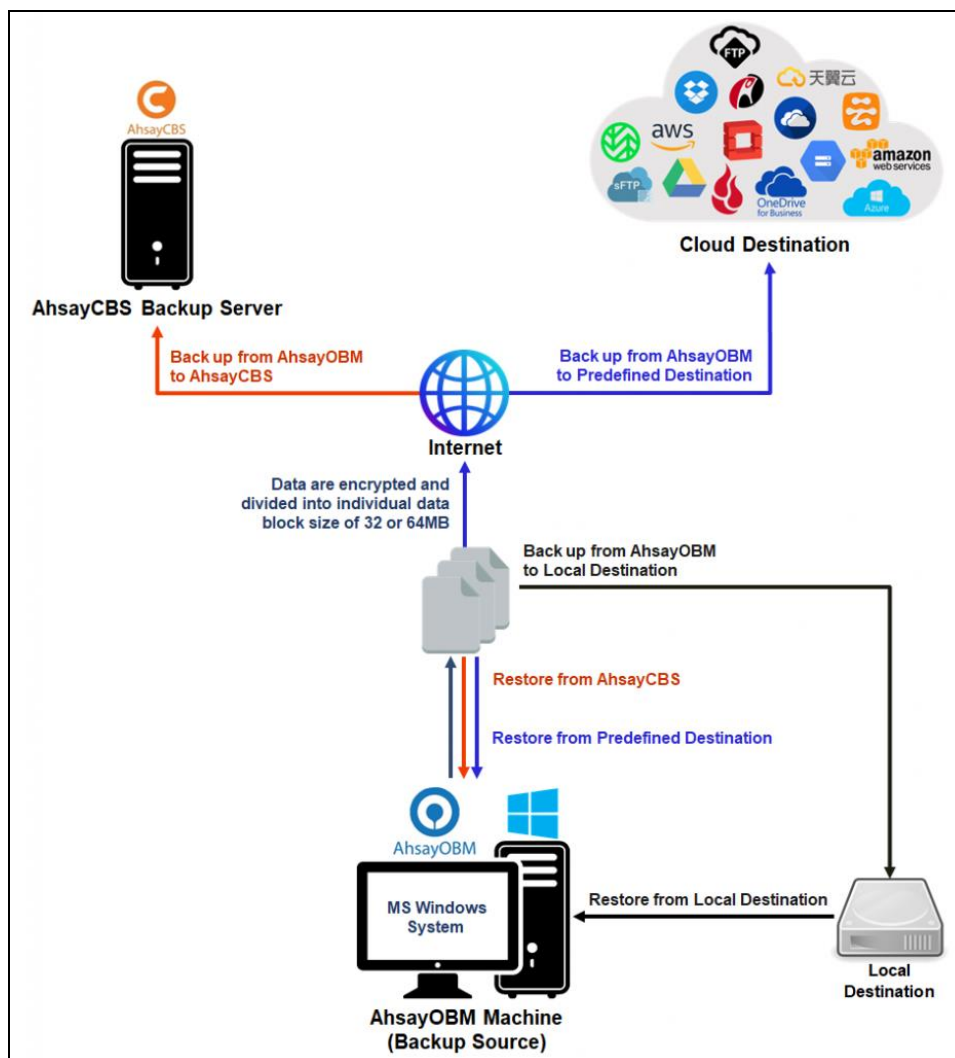 FTP
天翼云
AhsayCBS
aws
amazon
web services
sFTP
OneDrive
for Business
Azure
Cloud Destination
AhsayCBS Backup Server
Back up from AhsayOBM
to AhsayCBS
Back up from AhsayOBM
to Predefined Destination
Internet
Data are encrypted and
divided into individual data
block size of 32 or 64MB
Back up from AhsayOBM
to Local Destination
Restore from AhsayCBS
Restore from Predefined Destination
AhsayOBM
MS Windows
System
Restore from Local Destination
Local
Destination
AhsayOBM Machine
(Backup Source)